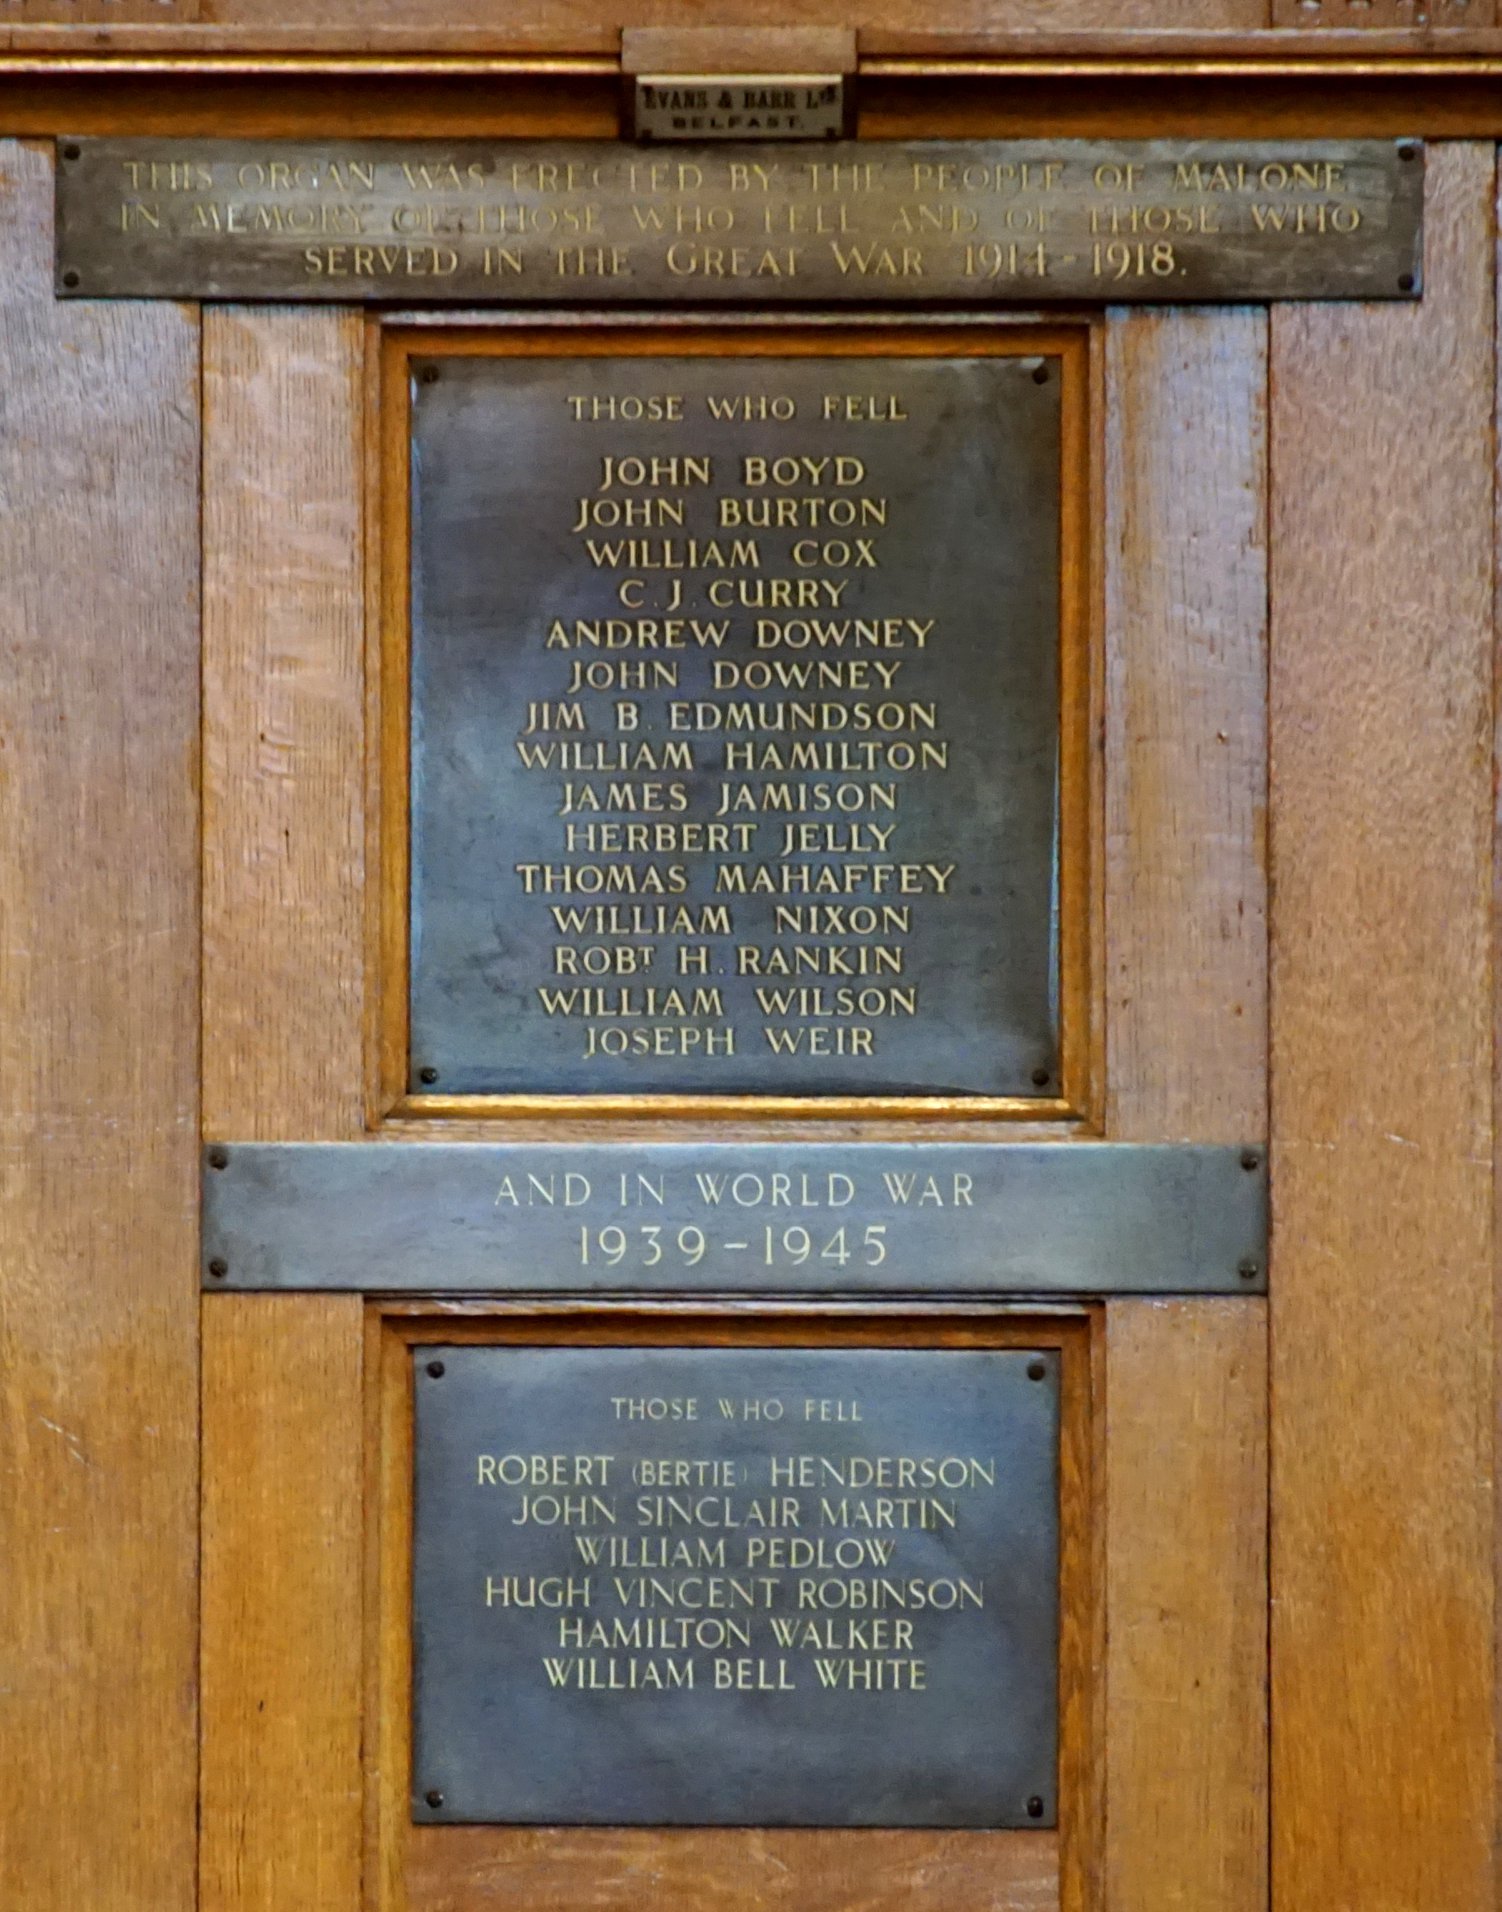 EVANS & BARR LTD
BELFAST.
THIS ORGAN WAS ERECTED BY THE PEOPLE OF MALONE
IN MEMORY OF THOSE WHO FELL AND OF THOSE WHO
SERVED IN THE GREAT WAR 1914-1918.
THOSE WHO FELL
JOHN BOYD
JOHN BURTON
WILLIAM COX
C. J. CURRY
ANDREW DOWNEY
JOHN DOWNEY
JIM B. EDMUNDSON
WILLIAM HAMILTON
JAMES JAMISON
HERBERT JELLY
THOMAS MAHAFFEY
WILLIAM NIXON
ROBT. H. RANKIN
WILLIAM WILSON
JOSEPH WEIR
AND IN WORLD WAR
1939-1945
THOSE WHO FELL
ROBERT (BERTIE) HENDERSON
JOHN SINCLAIR MARTIN
WILLIAM PEDLOW
HUGH VINCENT ROBINSON
HAMILTON WALKER
WILLIAM BELL WHITE